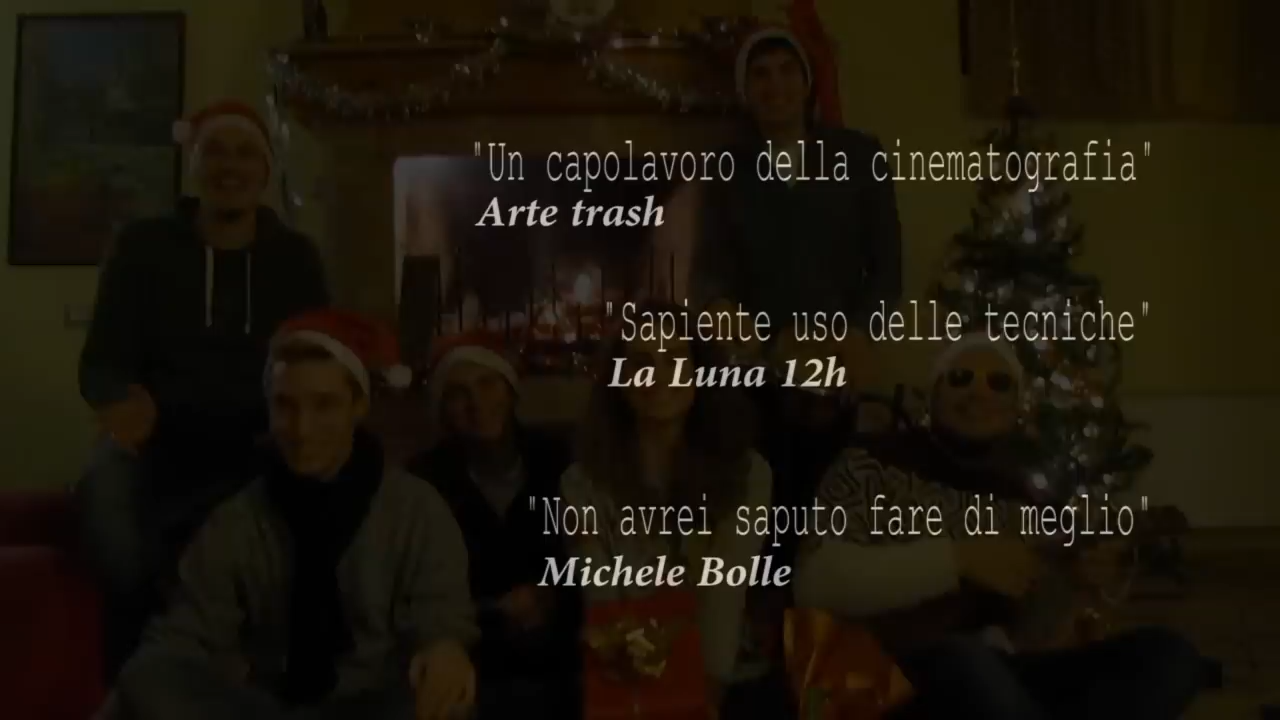 "Un capolavoro della cinematografia"
Arte trash
"Sapiente uso delle tecniche"
La Luna 12h
"Non avrei saputo fare di meglio"
Michele Bolle